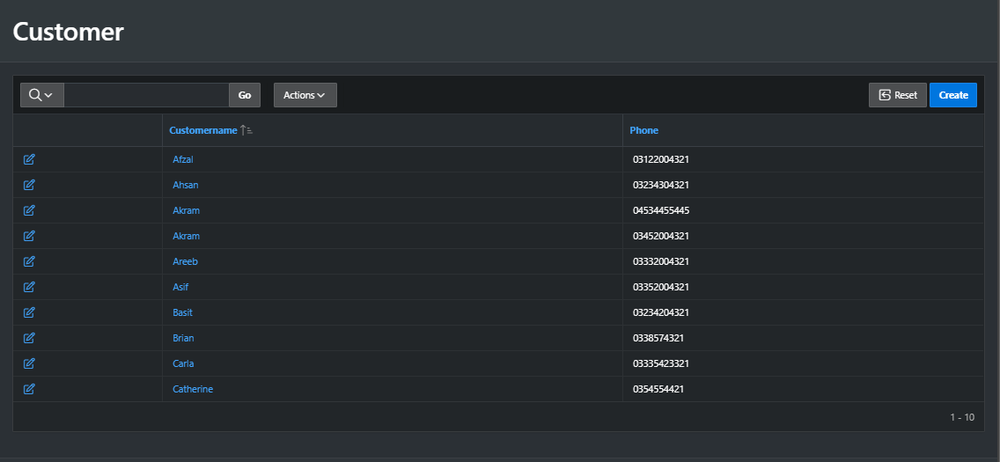 Customer
Go Actions Reset Create
Customername Phone
Afzal 03122004321
Ahsan 03234304321
Akram 04534455445
Akram 03452004321
Areeb 03332004321
Asif 03352004321
Basit 03234204321
Brian 0338574321
Carla 03335423321
Catherine 0354554421
1 - 10